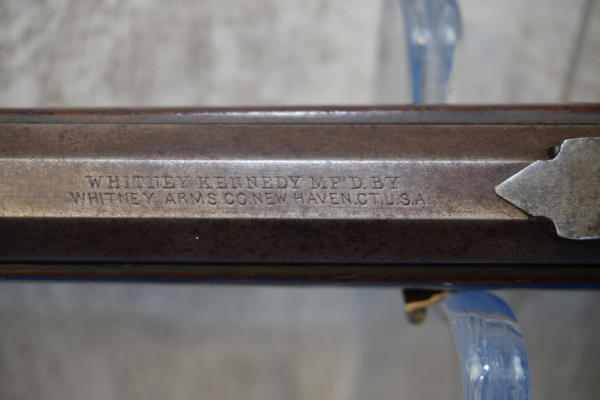 WHITNEY KENNEDY MF'D. BY
WHITNEY ARMS CO. NEW HAVEN. CT. U.S.A.